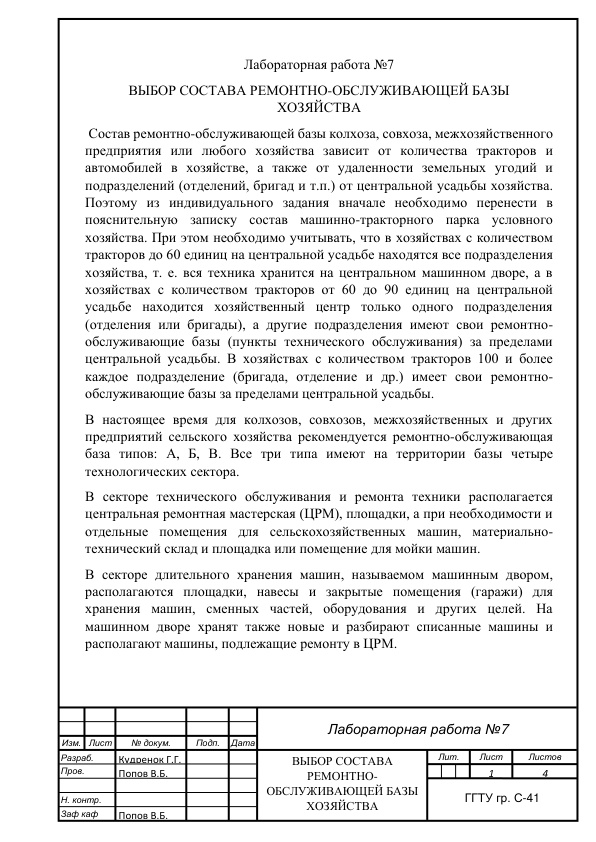 Лабораторная работа №7
ВЫБОР СОСТАВА РЕМОНТНО-ОБСЛУЖИВАЮЩЕЙ БАЗЫ
ХОЗЯЙСТВА
Состав ремонтно-обслуживающей базы колхоза, совхоза, межхозяйственного
предприятия или любого хозяйства зависит от количества тракторов и
автомобилей в хозяйстве, а также от удаленности земельных угодий и
подразделений (отделений, бригад и т.п.) от центральной усадьбы хозяйства.
Поэтому из индивидуального задания вначале необходимо перенести в
пояснительную записку состав машинно-тракторного парка условного
хозяйства. При этом необходимо учитывать, что в хозяйствах с количеством
тракторов до 60 единиц на центральной усадьбе находятся все подразделения
хозяйства, т. е. вся техника хранится на центральном машинном дворе, а в
хозяйствах с количеством тракторов от 60 до 90 единиц на центральной
усадьбе находится хозяйственный центр только одного подразделения
(отделения или бригады), а другие подразделения имеют свои ремонтно-
обслуживающие базы (пункты технического обслуживания) за пределами
центральной усадьбы. В хозяйствах с количеством тракторов 100 и более
каждое подразделение (бригада, отделение и др.) имеет свои ремонтно-
обслуживающие базы за пределами центральной усадьбы.
В настоящее время для колхозов, совхозов, межхозяйственных и других
предприятий сельского хозяйства рекомендуется ремонтно-обслуживающая
база типов: А, Б, В. Все три типа имеют на территории базы четыре
технологических сектора.
В секторе технического обслуживания и ремонта техники располагается
центральная ремонтная мастерская (ЦРМ), площадки, а при необходимости и
отдельные помещения для сельскохозяйственных машин, материально-
технический склад и площадка или помещение для мойки машин.
В секторе длительного хранения машин, называемом машинным двором,
располагаются площадки, навесы и закрытые помещения (гаражи) для
хранения машин, сменных частей, оборудования и других целей. На
машинном дворе хранят также новые и разбирают списанные машины и
располагают машины, подлежащие ремонту в ЦРМ.
Лабораторная работа №7
Изм. Лист № докум. Подп. Дата
Разраб. Кудренок Г.Г.
Пров. Попов В.Б.
Н. контр.
Заф каф Попов В.Б.
ВЫБОР СОСТАВА
РЕМОНТНО-
ОБСЛУЖИВАЮЩЕЙ БАЗЫ
ХОЗЯЙСТВА
Лит. Лист Листов
1 4
ГГТУ гр. С-41